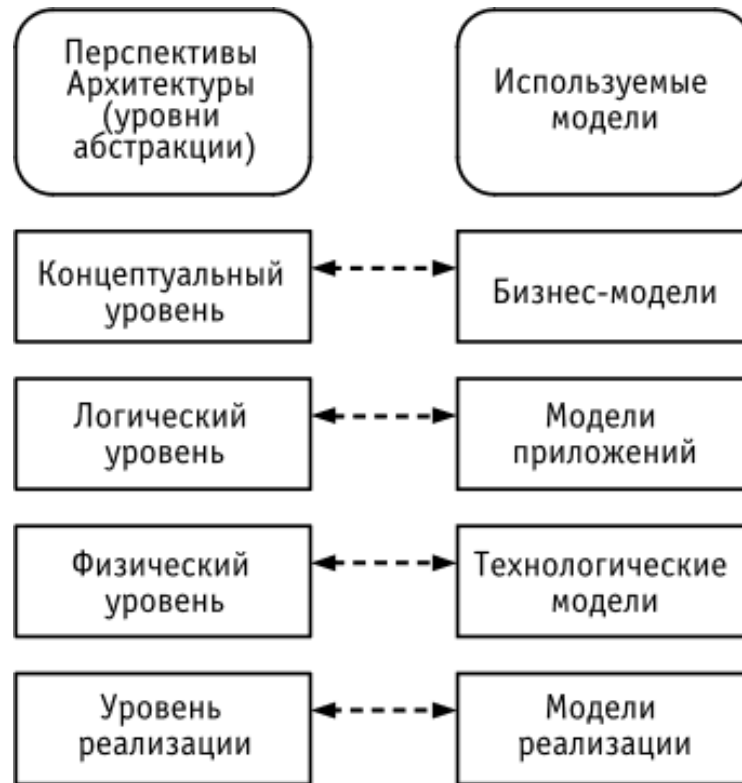 Перспективы
Архитектуры
(уровни
абстракции)
Используемые
модели
Концептуальный
уровень
Бизнес-модели
Логический
уровень
Модели
приложений
Физический
уровень
Технологические
модели
Уровень
реализации
Модели
реализации